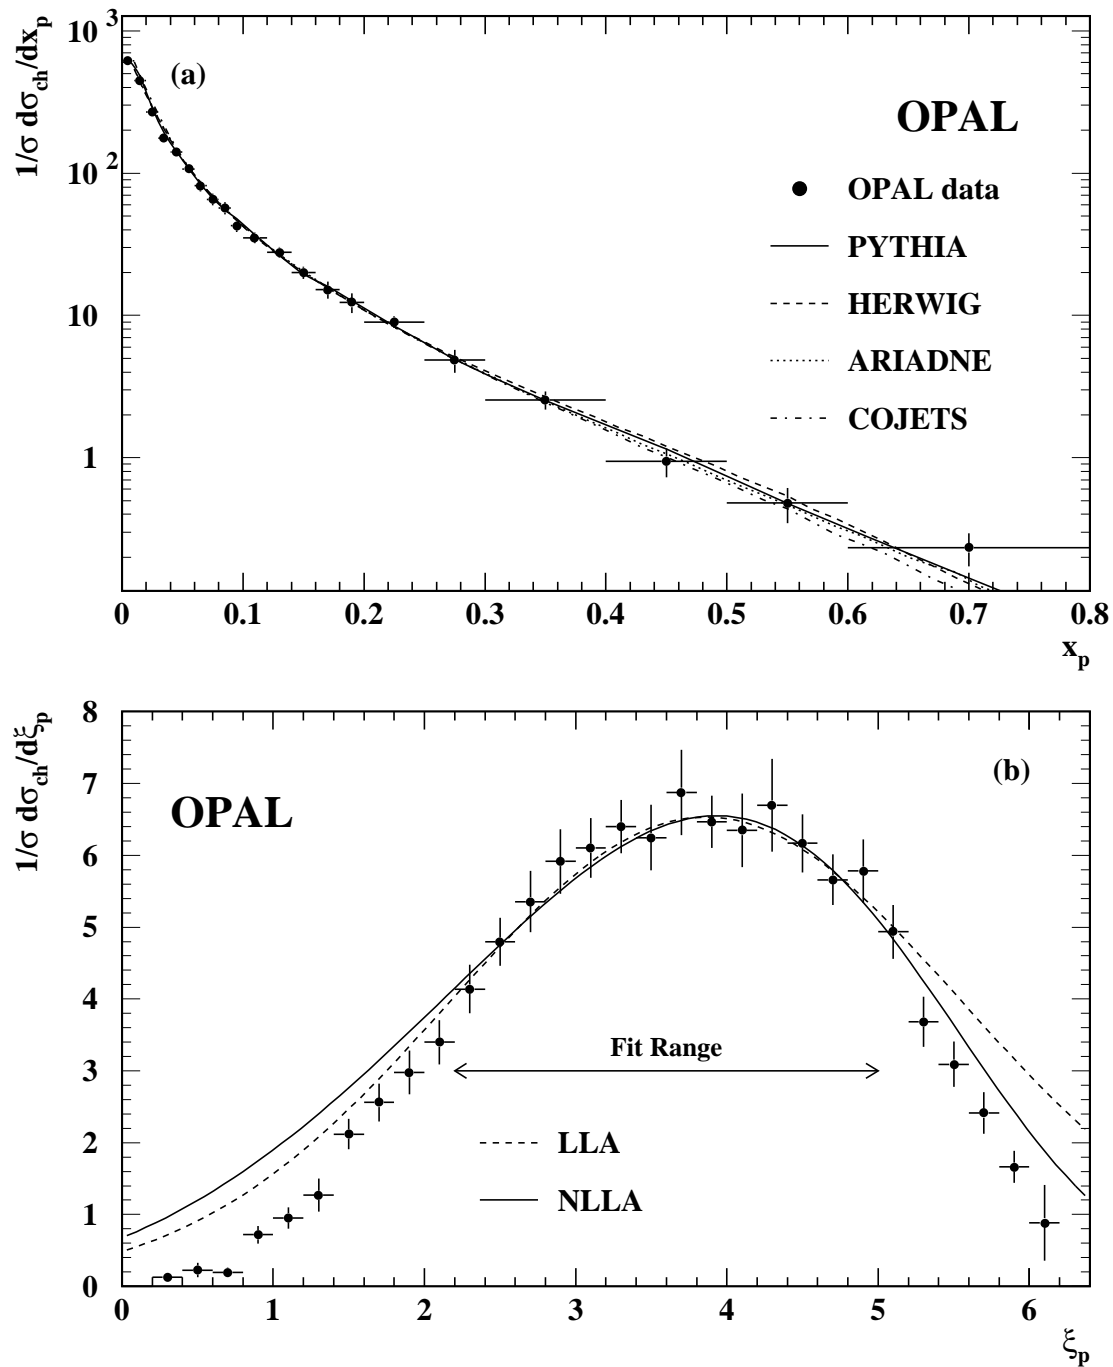 1/σ dσch/dxp
10³
10²
10
1
(a)
OPAL
OPAL data
PYTHIA
HERWIG
ARIADNE
COJETS
0 0.1 0.2 0.3 0.4 0.5 0.6 0.7 0.8
xp
1/σ dσch/dξp
8
7
6
5
4
3
2
1
0
(b)
OPAL
Fit Range
LLA
NLLA
0 1 2 3 4 5 6
ξp